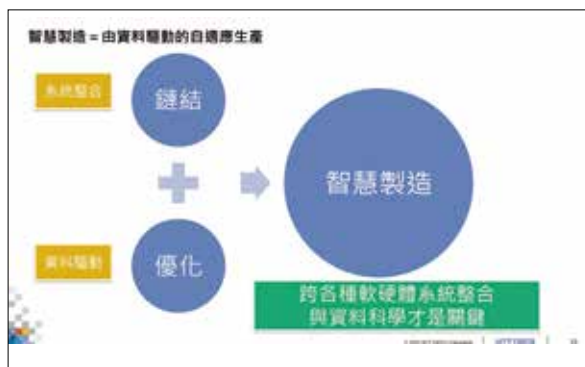 智慧製造＝由資料驅動的自適應生產
系統整合
鏈結
智慧製造
資料驅動
優化
跨各種軟硬體系統整合
與資料科學才是關鍵